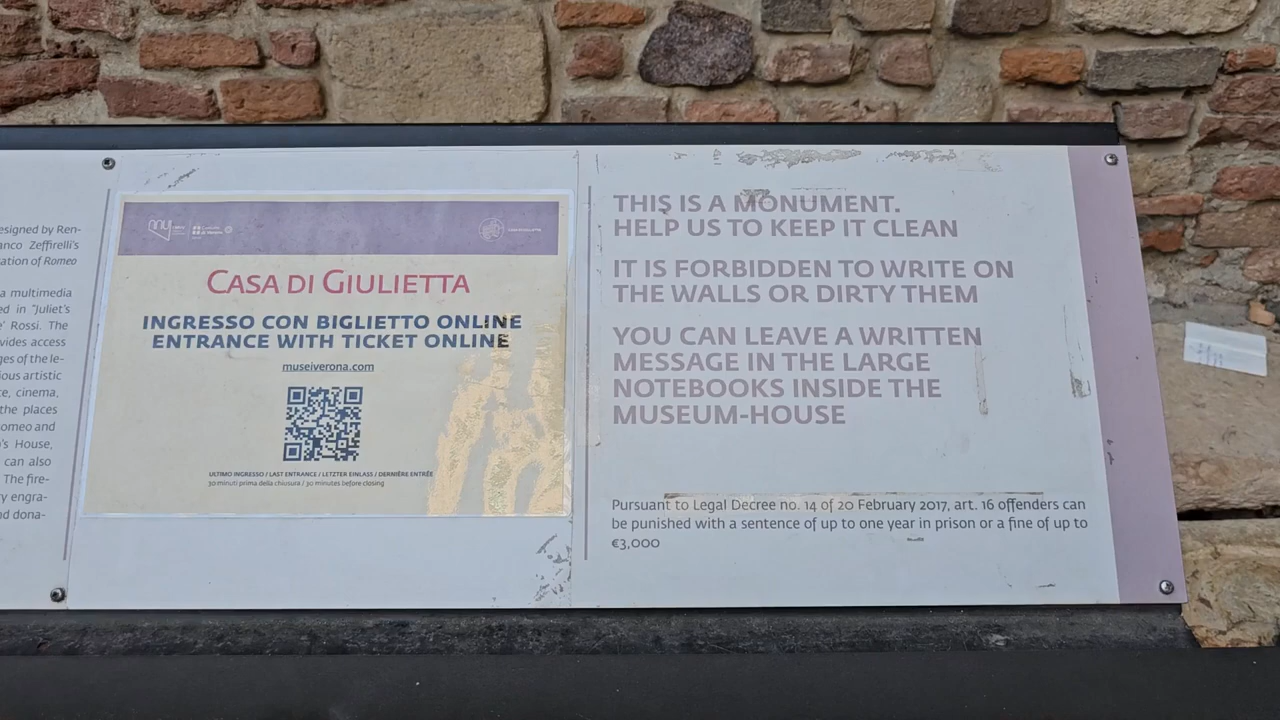 esigned by Ren-
anco Zeffirelli's
ation of Romeo
a multimedia
ed in "Juliet's
e' Rossi. The
vides access
ges of the le-
ious artistic
e, cinema,
the places
omeo and
's House,
can also
The fire-
ry engra-
nd dona-
CASA DI GIULIETTA
INGRESSO CON BIGLIETTO ONLINE
ENTRANCE WITH TICKET ONLINE
museiverona.com
ULTIMO INGRESSO / LAST ENTRANCE / LETZTER EINLASS / DERNIÈRE ENTRÉE
30 minuti prima della chiusura / 30 minutes before closing
THIS IS A MONUMENT.
HELP US TO KEEP IT CLEAN
IT IS FORBIDDEN TO WRITE ON
THE WALLS OR DIRTY THEM
YOU CAN LEAVE A WRITTEN
MESSAGE IN THE LARGE
NOTEBOOKS INSIDE THE
MUSEUM-HOUSE
Pursuant to Legal Decree no. 14 of 20 February 2017, art. 16 offenders can
be punished with a sentence of up to one year in prison or a fine of up to
€3,000